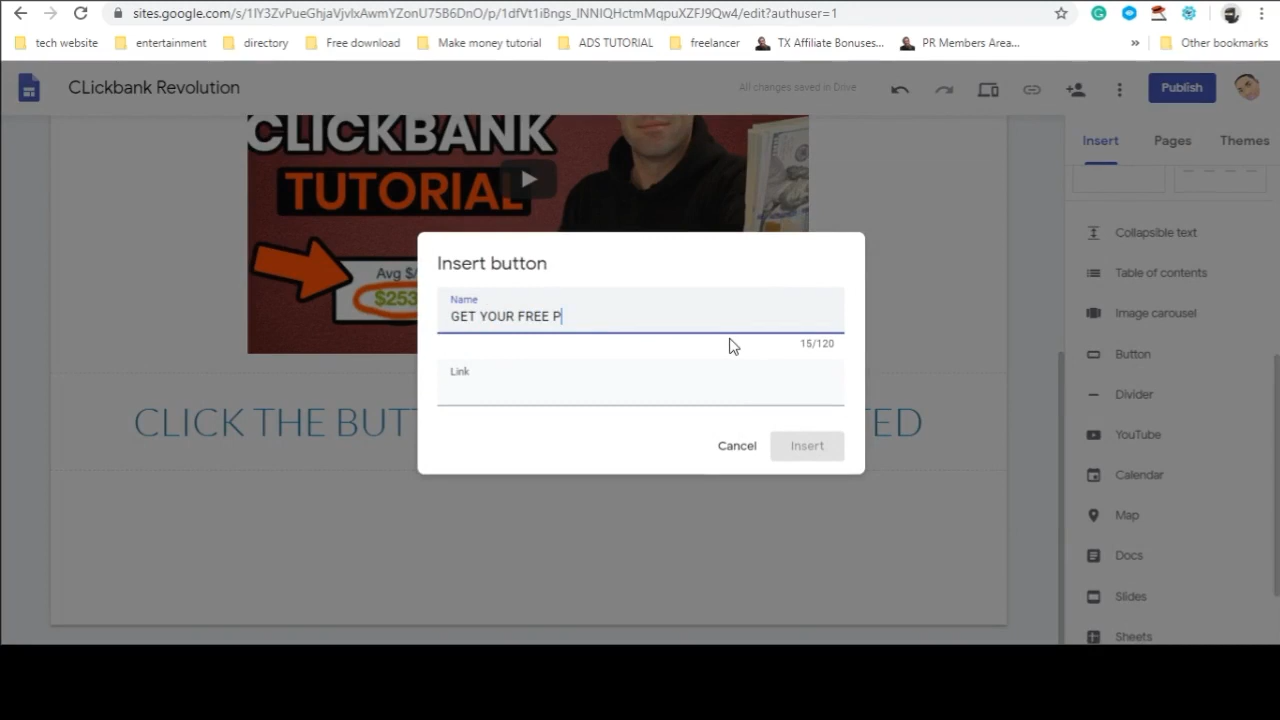 sites.google.com/s/1IY3ZvPueGhjaVjvlxAwmYZonU75B6DnO/p/1dfVt1iBngs_lNNIQHctmMqpuXZFJ9Qw4/edit?authuser=1
tech website entertainment directory Free download Make money tutorial ADS TUTORIAL freelancer TX Affiliate Bonuses... PR Members Area... » Other bookmarks
CLickbank Revolution All changes saved in Drive Publish
Insert Pages Themes
CLICKBANK
TUTORIAL
Avg $/
$253
Insert button
Name
GET YOUR FREE P
15/120
Link
Cancel Insert
CLICK THE BUTT
TED
Collapsible text
Table of contents
Image carousel
Button
Divider
YouTube
Calendar
Map
Docs
Slides
Sheets